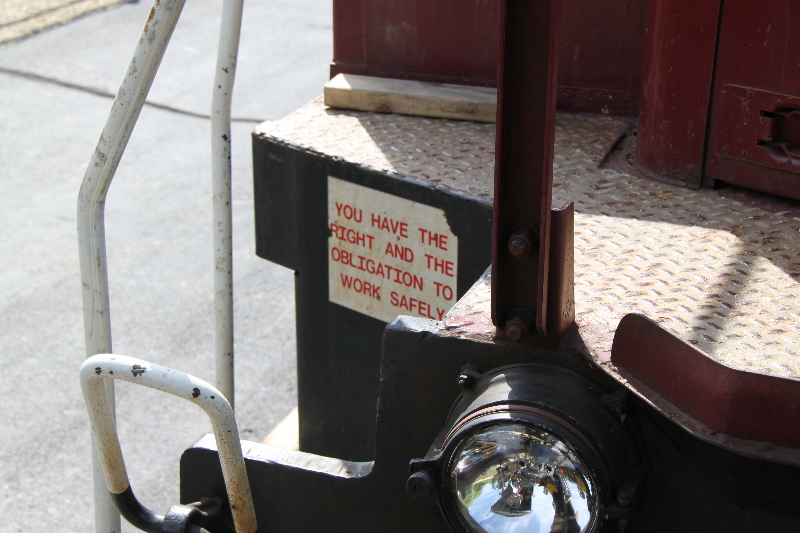 YOU HAVE THE
RIGHT AND THE
OBLIGATION TO
WORK SAFELY